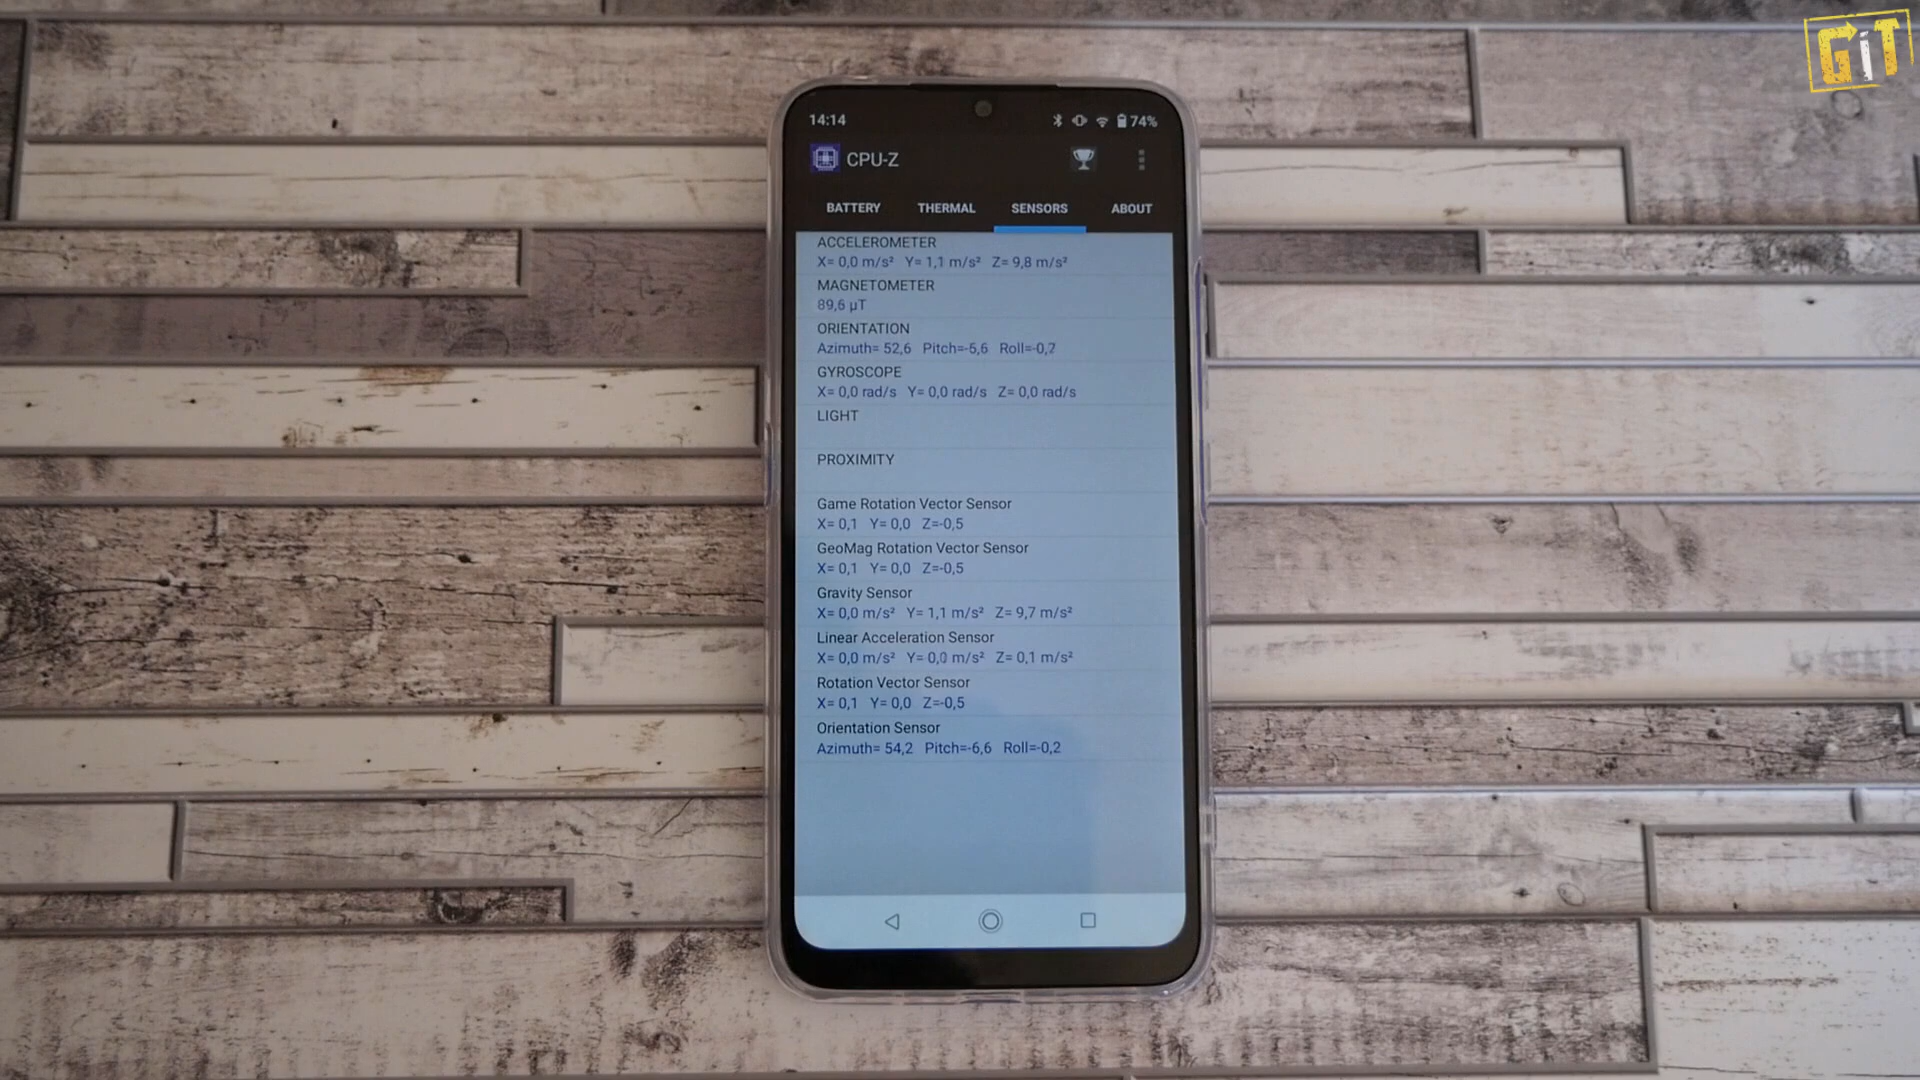 GiT
14:14 74%
CPU-Z
BATTERY THERMAL SENSORS ABOUT
ACCELEROMETER
X= 0,0 m/s² Y= 1,1 m/s² Z= 9,8 m/s²
MAGNETOMETER
89,6 μT
ORIENTATION
Azimuth= 52,6 Pitch=-5,6 Roll=-0,7
GYROSCOPE
X= 0,0 rad/s Y= 0,0 rad/s Z= 0,0 rad/s
LIGHT
PROXIMITY
Game Rotation Vector Sensor
X= 0,1 Y= 0,0 Z=-0,5
GeoMag Rotation Vector Sensor
X= 0,1 Y= 0,0 Z=-0,5
Gravity Sensor
X= 0,0 m/s² Y= 1,1 m/s² Z= 9,7 m/s²
Linear Acceleration Sensor
X= 0,0 m/s² Y= 0,0 m/s² Z= 0,1 m/s²
Rotation Vector Sensor
X= 0,1 Y= 0,0 Z=-0,5
Orientation Sensor
Azimuth= 54,2 Pitch=-6,6 Roll=-0,2